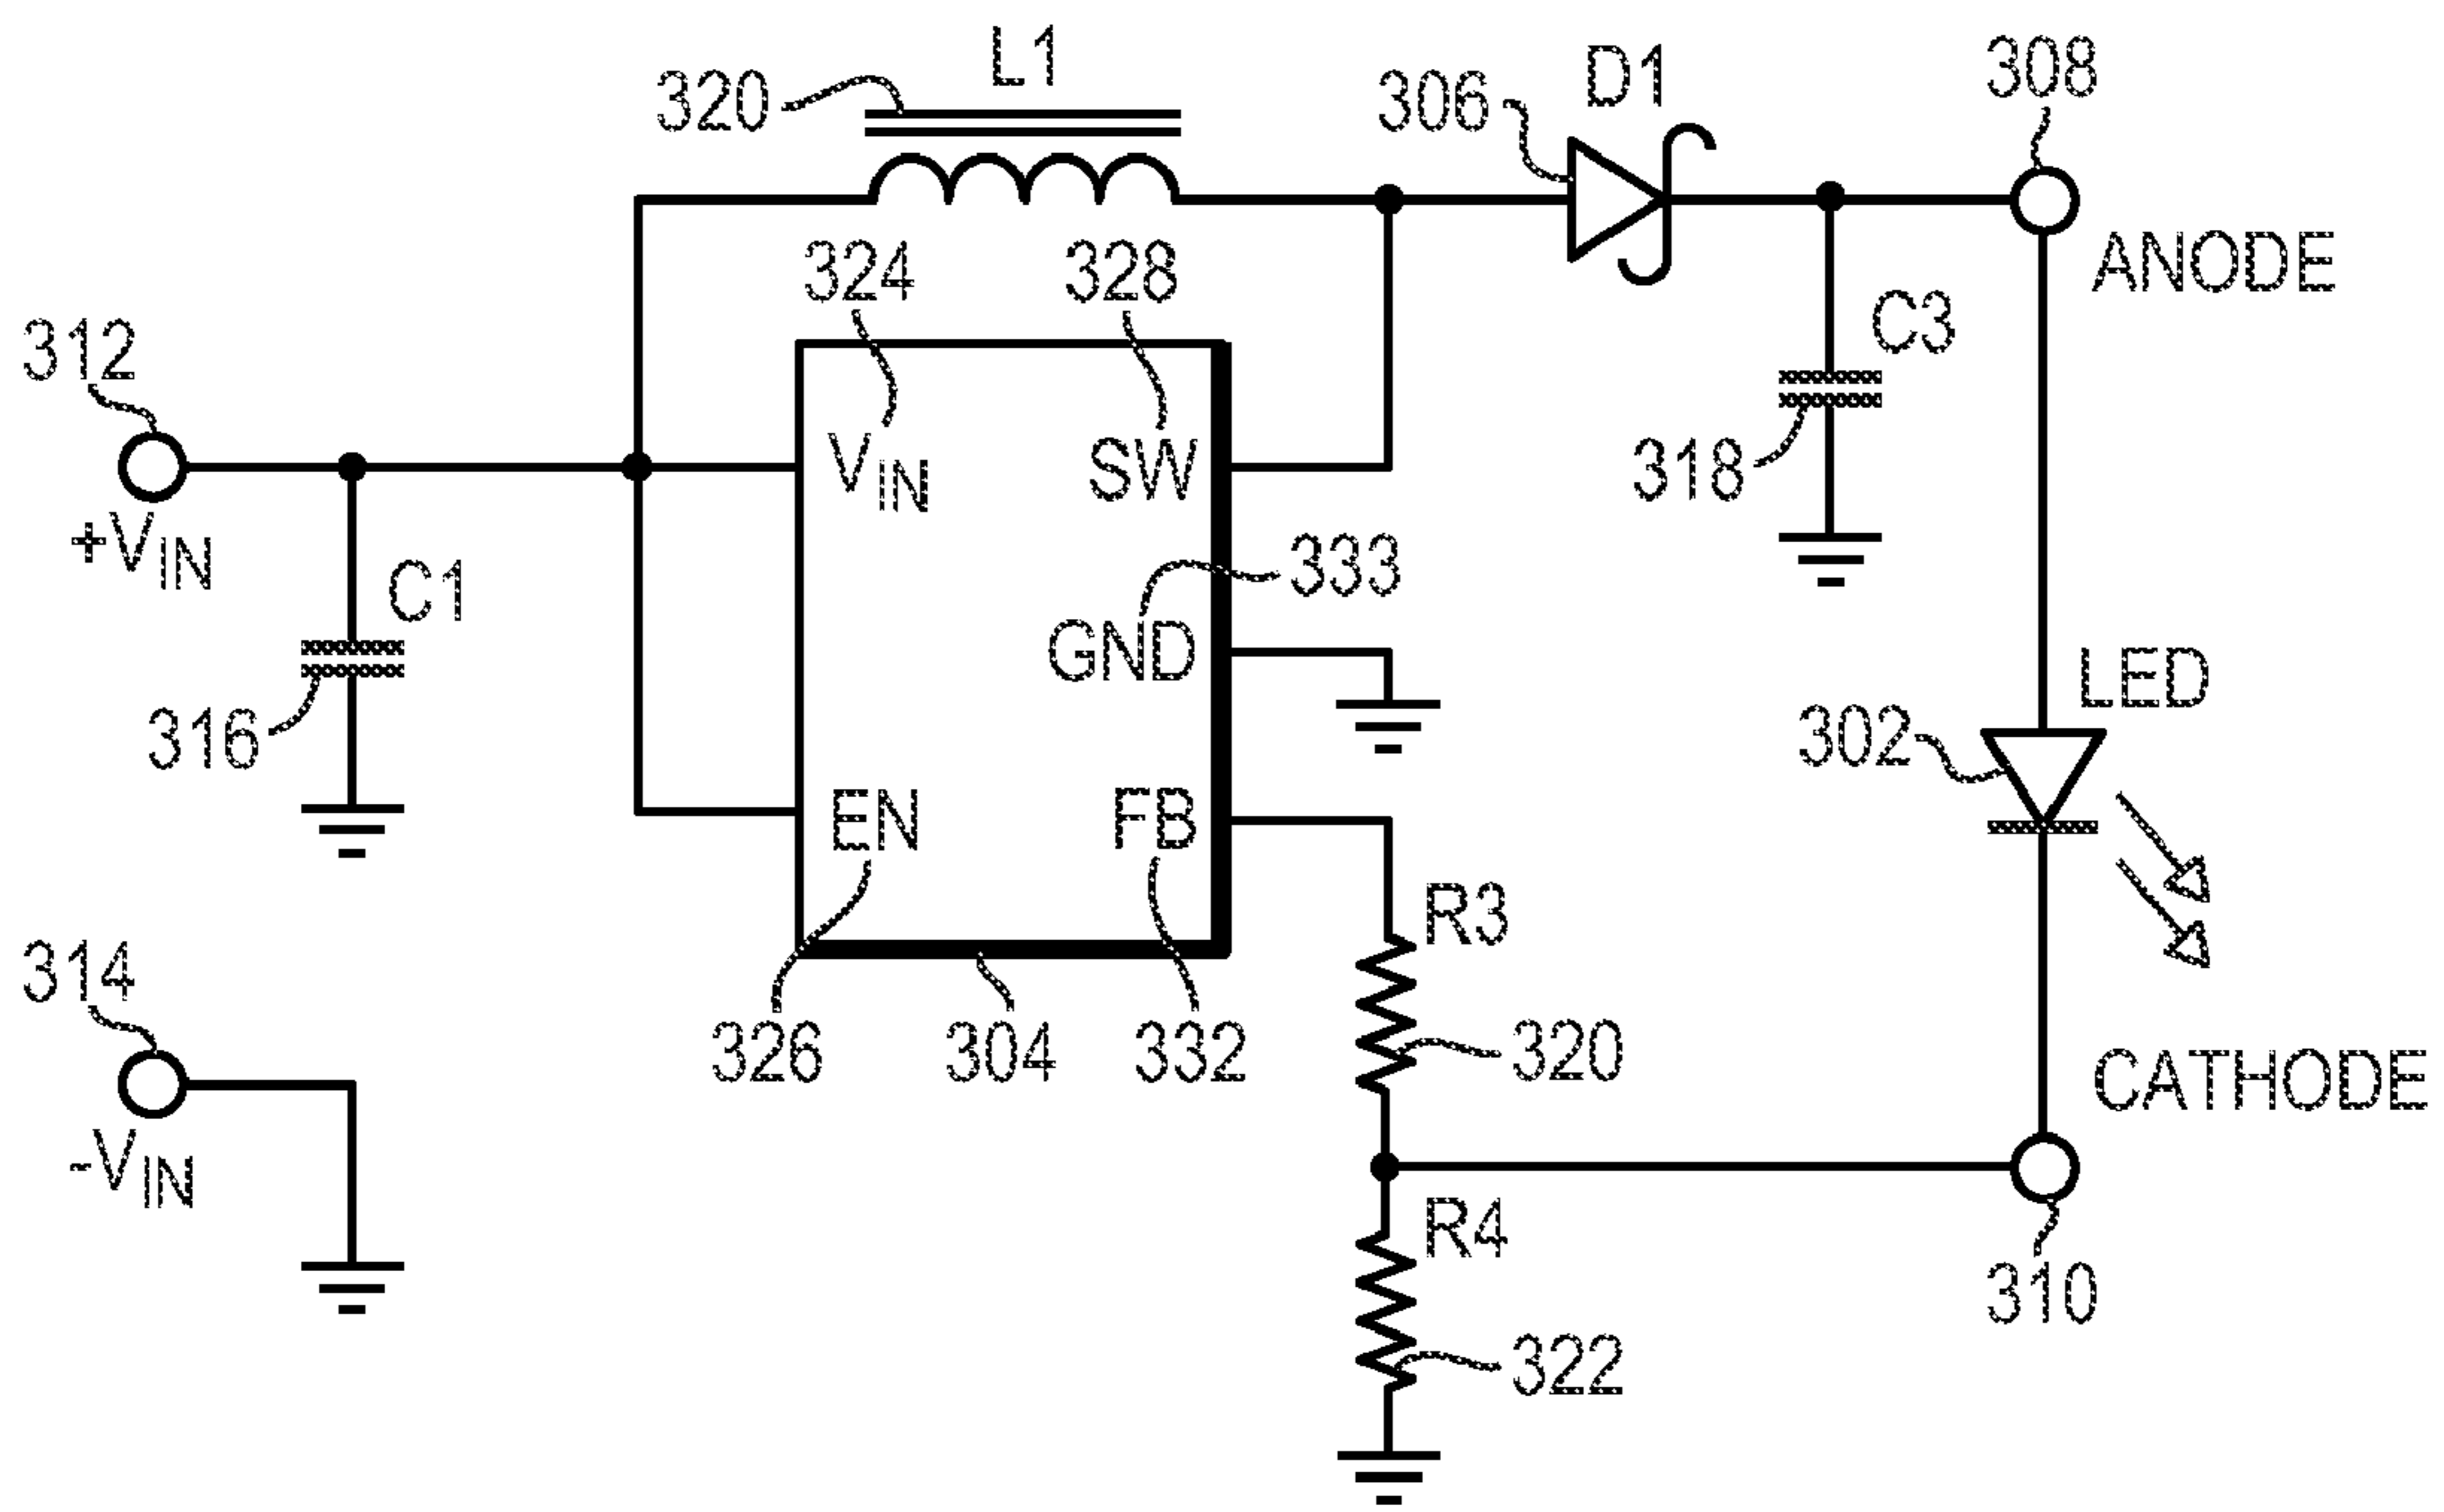 L1
320
306
D1
308
324
328
ANODE
312
C3
VIN
SW
318
+VIN
333
C1
GND
LED
316
302
EN
FB
R3
314
326
304
332
320
CATHODE
-VIN
R4
310
322